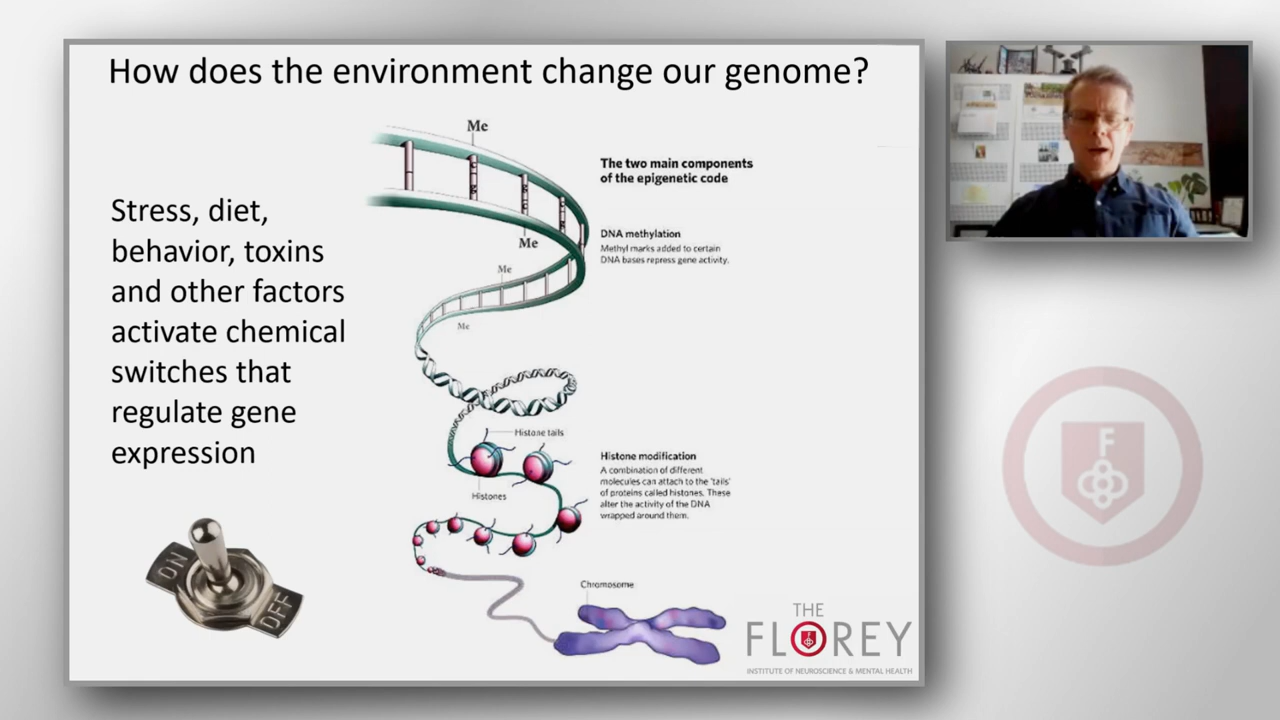 How does the environment change our genome?
Stress, diet,
behavior, toxins
and other factors
activate chemical
switches that
regulate gene
expression
ON
OFF
Me
Me
Me
Me
The two main components
of the epigenetic code
DNA methylation
Methyl marks added to certain
DNA bases repress gene activity.
Histone tails
Histones
Histone modification
A combination of different
molecules can attach to the 'tails'
of proteins called histones. These
alter the activity of the DNA
wrapped around them.
Chromosome
THE
FLOREY
INSTITUTE OF NEUROSCIENCE & MENTAL HEALTH
F